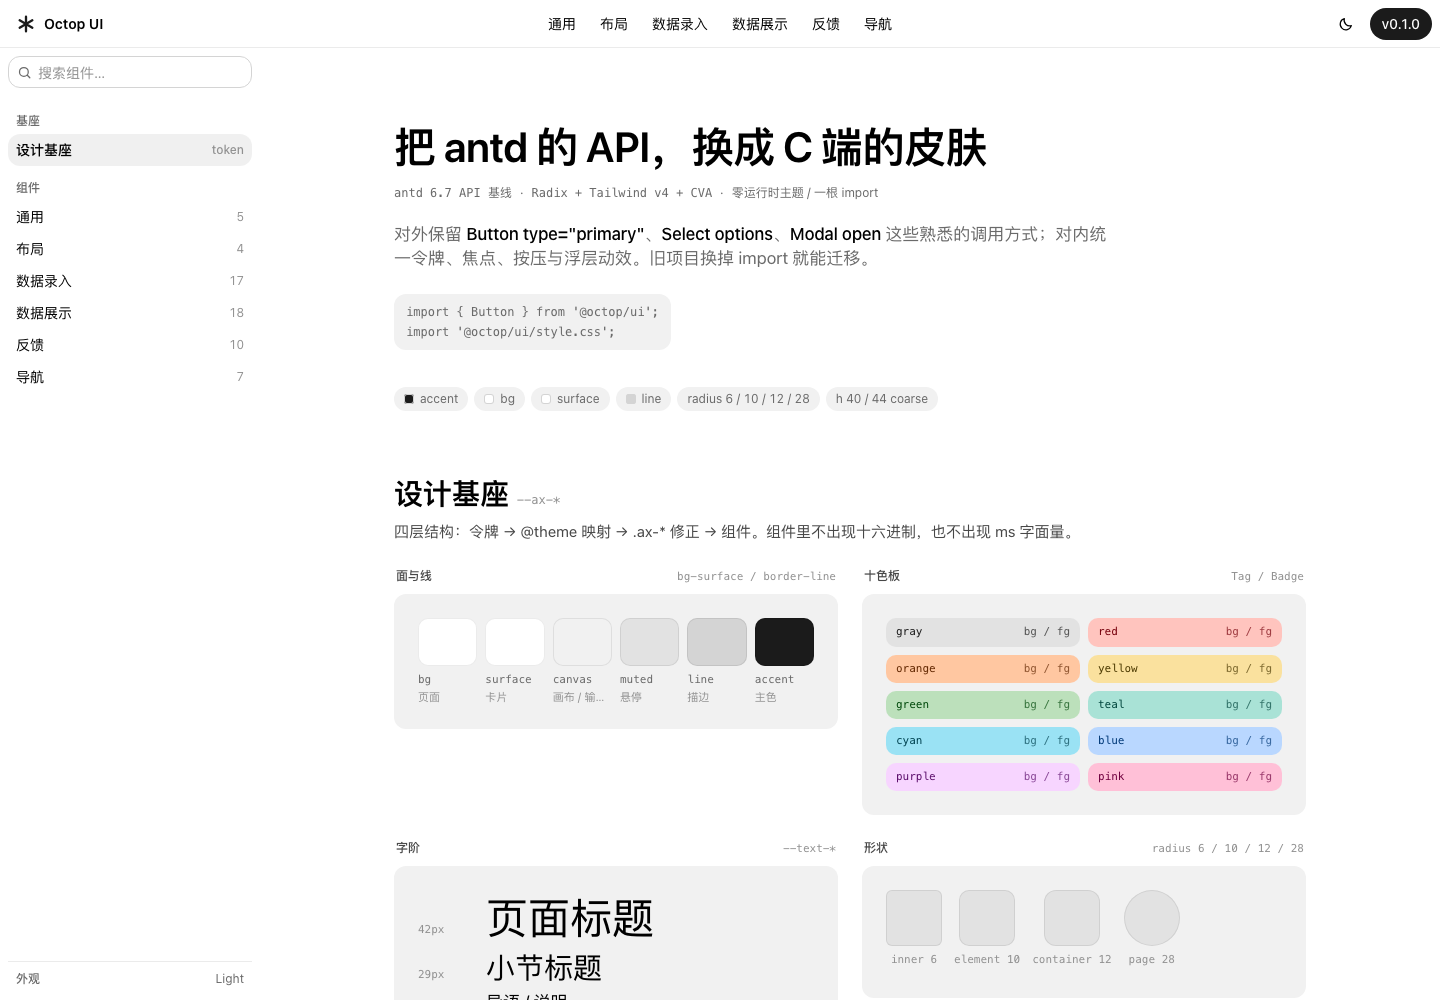 Octop UI
通用 布局 数据录入 数据展示 反馈 导航
v0.1.0
搜索组件...
基座
设计基座 token
组件
通用 5
布局 4
数据录入 17
数据展示 18
反馈 10
导航 7
外观 Light
把 antd 的 API，换成 C 端的皮肤
antd 6.7 API 基线 · Radix + Tailwind v4 + CVA · 零运行时主题 / 一根 import
对外保留 Button type="primary"、Select options、Modal open 这些熟悉的调用方式；对内统
一令牌、焦点、按压与浮层动效。旧项目换掉 import 就能迁移。
import { Button } from '@octop/ui';
import '@octop/ui/style.css';
accent bg surface line radius 6 / 10 / 12 / 28 h 40 / 44 coarse
设计基座 --ax-*
四层结构：令牌 → @theme 映射 → .ax-* 修正 → 组件。组件里不出现十六进制，也不出现 ms 字面量。
面与线 bg-surface / border-line
bg surface canvas muted line accent
页面 卡片 画布 / 输... 悬停 描边 主色
十色板 Tag / Badge
gray bg / fg red bg / fg
orange bg / fg yellow bg / fg
green bg / fg teal bg / fg
cyan bg / fg blue bg / fg
purple bg / fg pink bg / fg
字阶 --text-*
42px 页面标题
29px 小节标题
导语 / 说明
形状 radius 6 / 10 / 12 / 28
inner 6 element 10 container 12 page 28